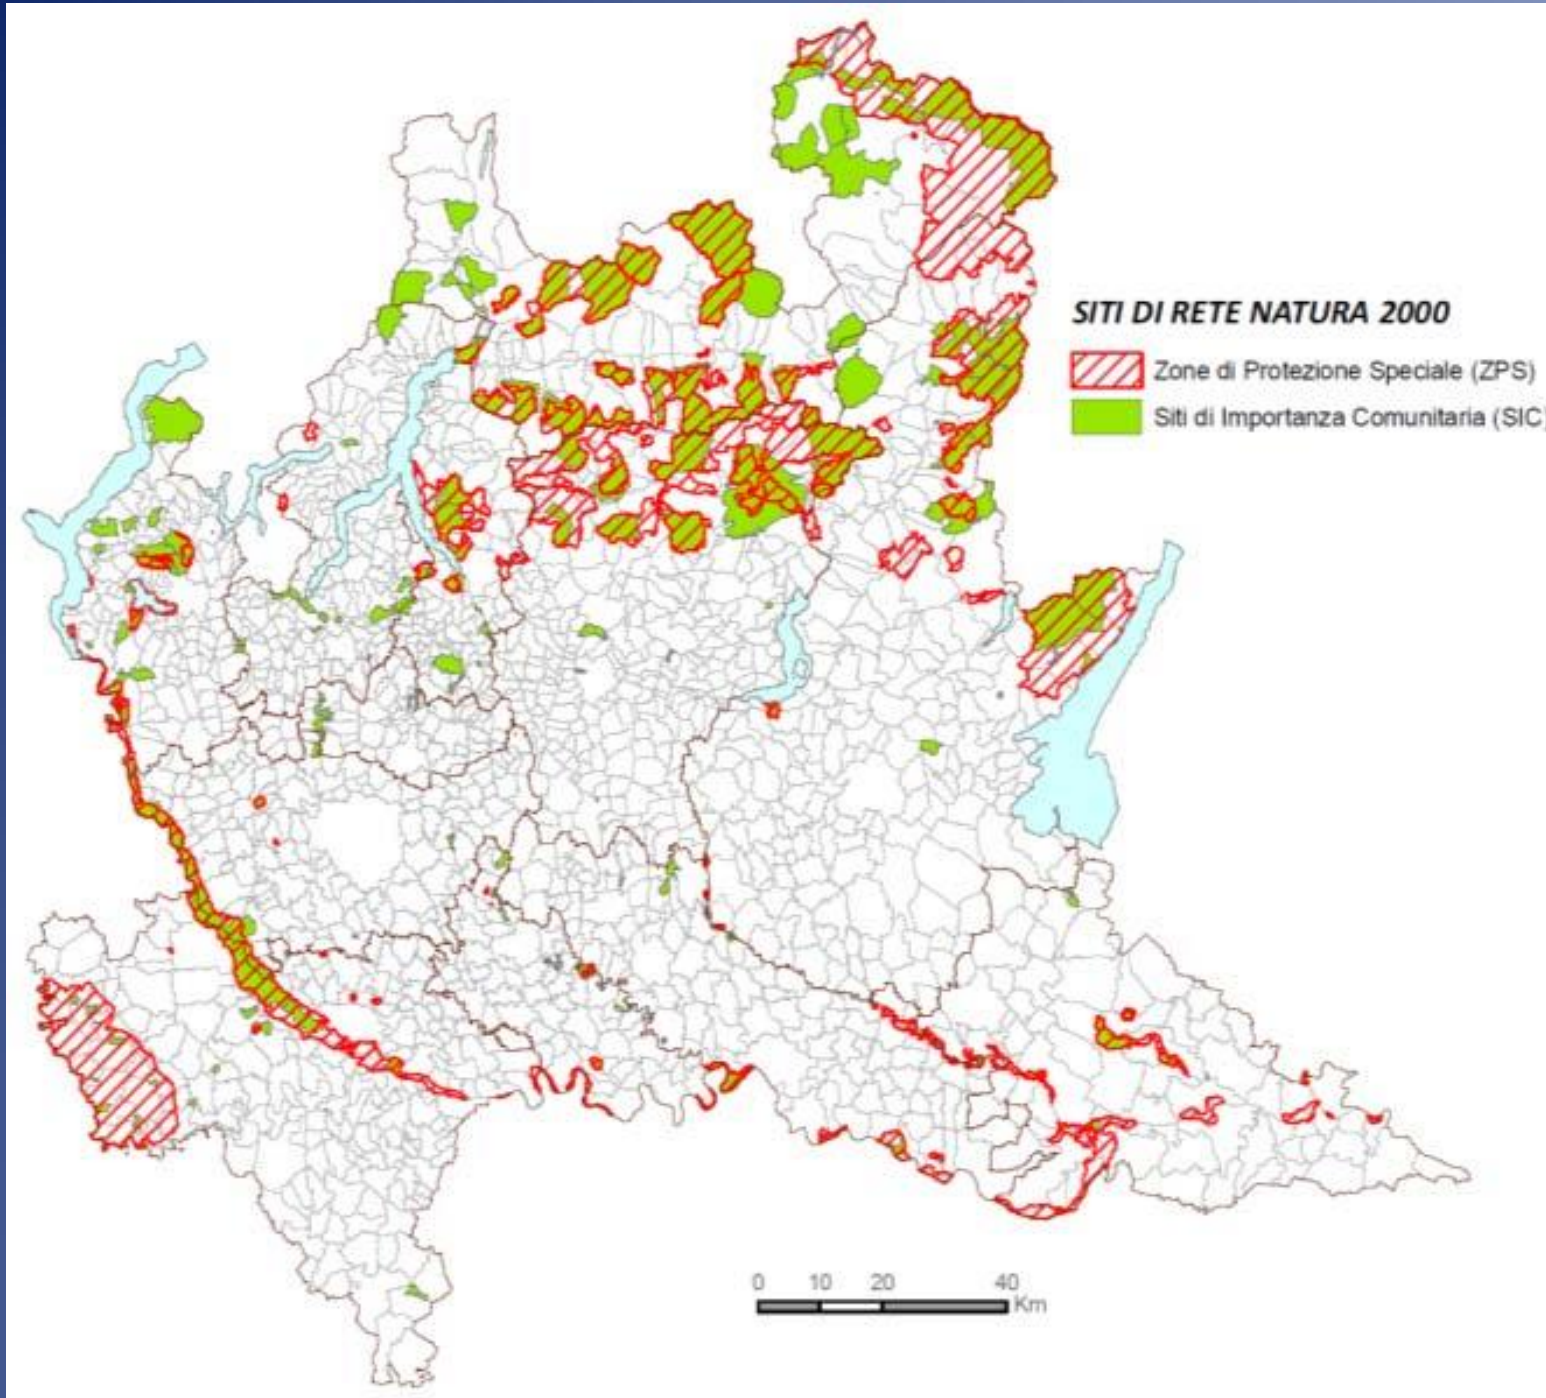 SITI DI RETE NATURA 2000
Zone di Protezione Speciale (ZPS)
Siti di Importanza Comunitaria (SIC)
0 10 20 40
Km